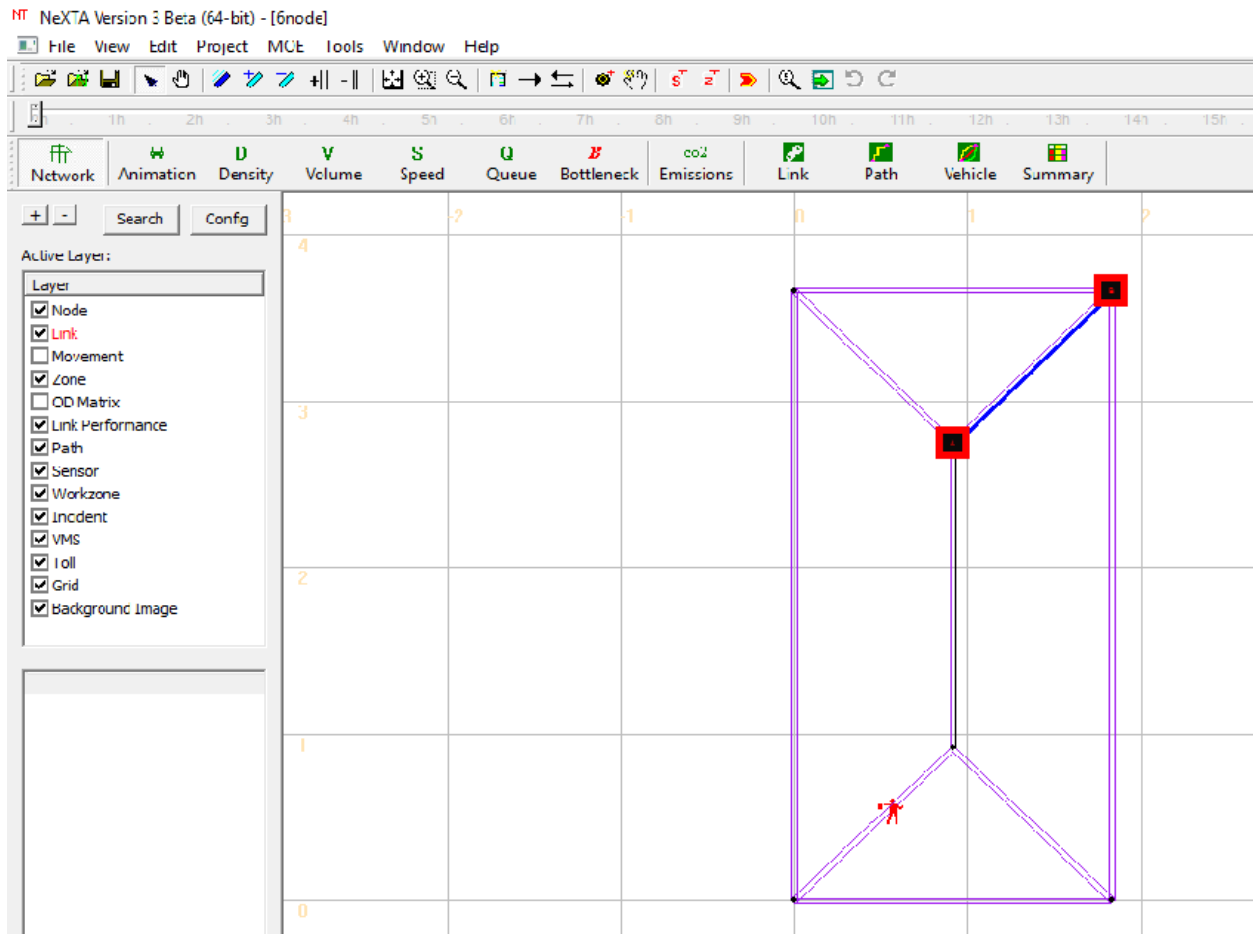 NeXTA Version 3 Beta (64-bit) - [6node]
File View Edit Project MOE Tools Window Help
1h 2h 3h 4h 5h 6h 7h 8h 9h 10h 11h 12h 13h 14h 15h
D V S Q B co2
Network Animation Density Volume Speed Queue Bottleneck Emissions Link Path Vehicle Summary
+ - Search Config
3 -2 -1 0 1 2
Active Layer:
4
Layer
Node
Link
Movement
Zone
OD Matrix
3
Link Performance
Path
Sensor
Workzone
Incident
VMS
Toll
2
Grid
Background Image
1
0